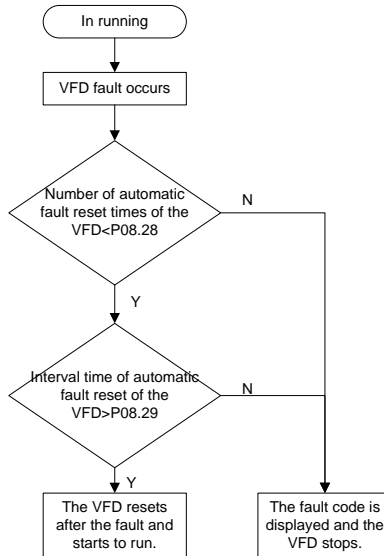 In running
VFD fault occurs
Number of automatic
fault reset times of the
VFD<P08.28
N
Y
Interval time of automatic
fault reset of the
VFD>P08.29
N
Y
The VFD resets
after the fault and
starts to run.
The fault code is
displayed and the
VFD stops.